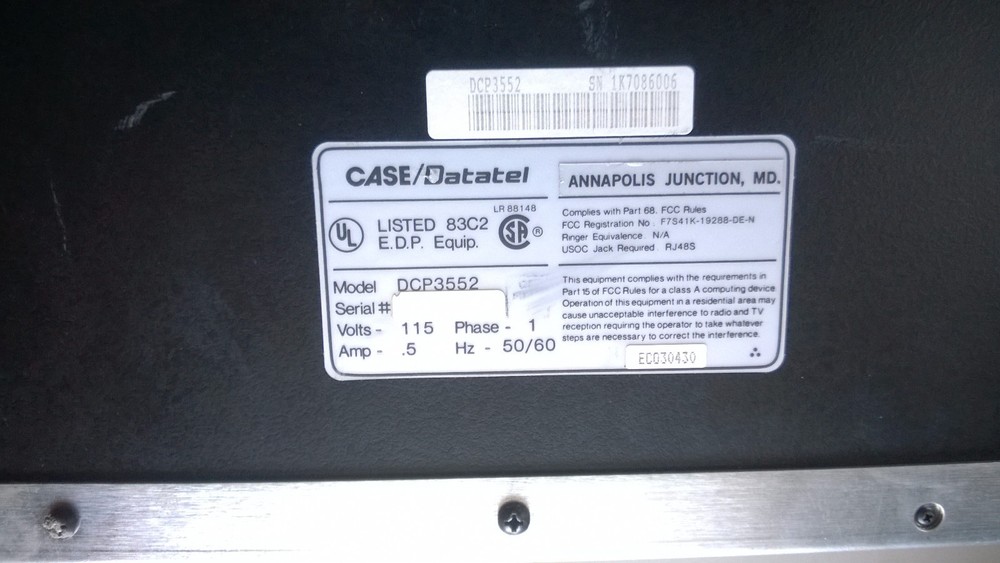 DCP3552 SN 1K7086006
CASE/Datatel
LR 88148
UL LISTED 83C2
E.D.P. Equip.
SA ®
Model DCP3552
Serial #
Volts - 115 Phase - 1
Amp - .5 Hz - 50/60
ANNAPOLIS JUNCTION, MD.
Complies with Part 68. FCC Rules
FCC Registration No : F7S41K-19288-DE-N
Ringer Equivalence N/A
USOC Jack Required RJ48S
This equipment complies with the requirements in
Part 15 of FCC Rules for a class A computing device
Operation of this equipment in a residential area may
cause unacceptable interference to radio and TV
reception requiring the operator to take whatever
steps are necessary to correct the interference.
ECO30430